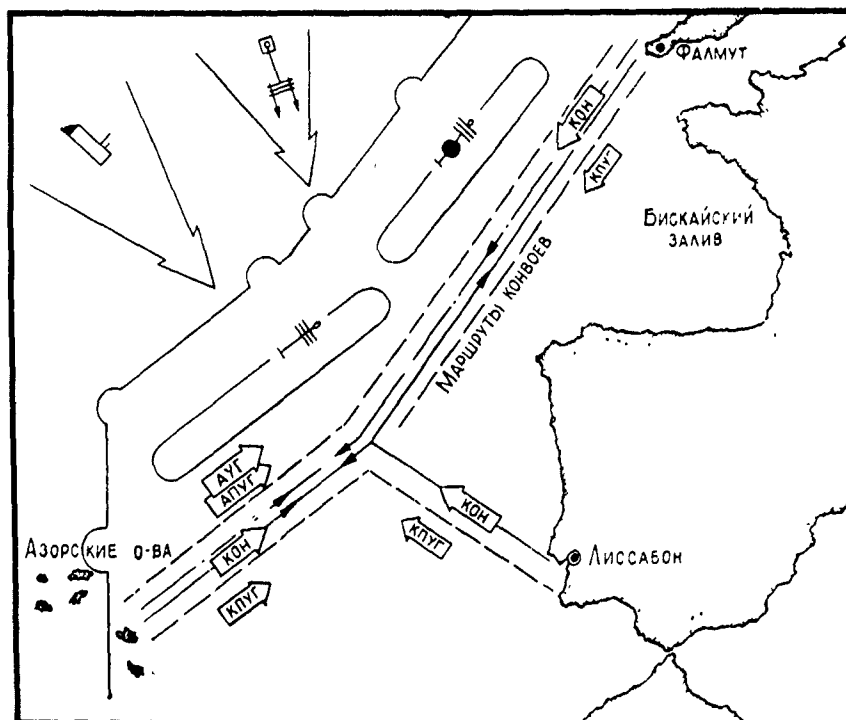 Фалмут
КОН
КПУГ
Бискайский
залив
Маршруты конвоев
АУГ
АПУГ
КОН
Азорские о-ва
КОН
КПУГ
Лиссабон
КПУГ